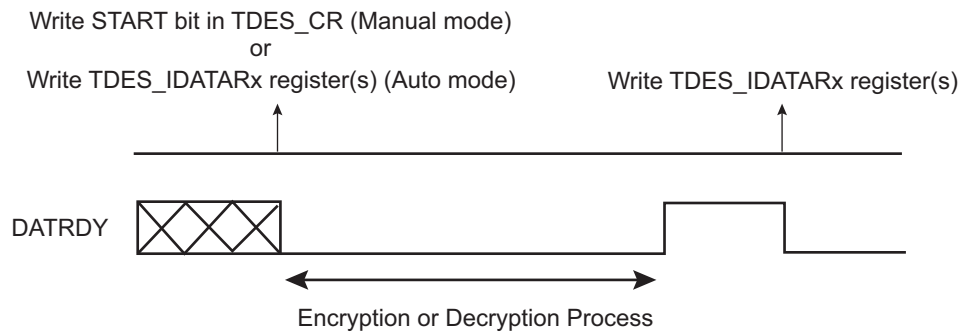 Write START bit in TDES_CR (Manual mode)
or
Write TDES_IDATARx register(s) (Auto mode)
Write TDES_IDATARx register(s)
DATRDY
Encryption or Decryption Process